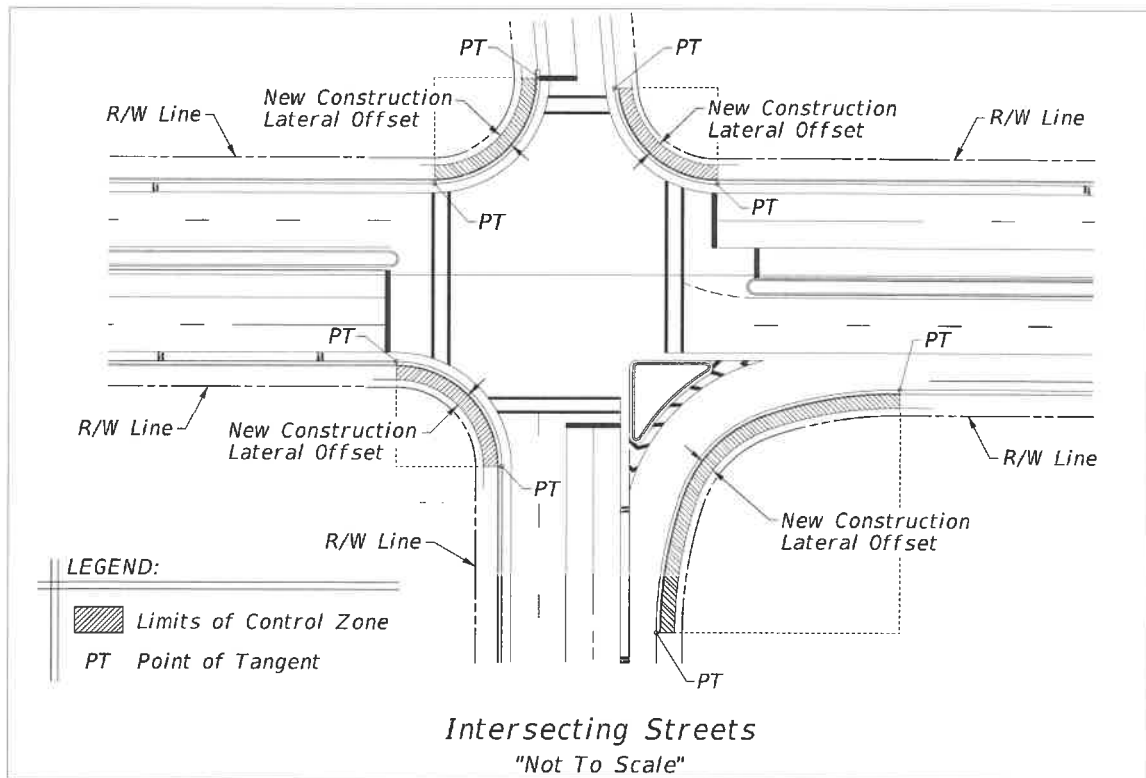 PT
PT
New Construction
Lateral Offset
New Construction
Lateral Offset
R/W Line
R/W Line
PT
PT
PT
PT
R/W Line
New Construction
Lateral Offset
R/W Line
PT
New Construction
Lateral Offset
R/W Line
LEGEND:
Limits of Control Zone
PT Point of Tangent
PT
Intersecting Streets
"Not To Scale"